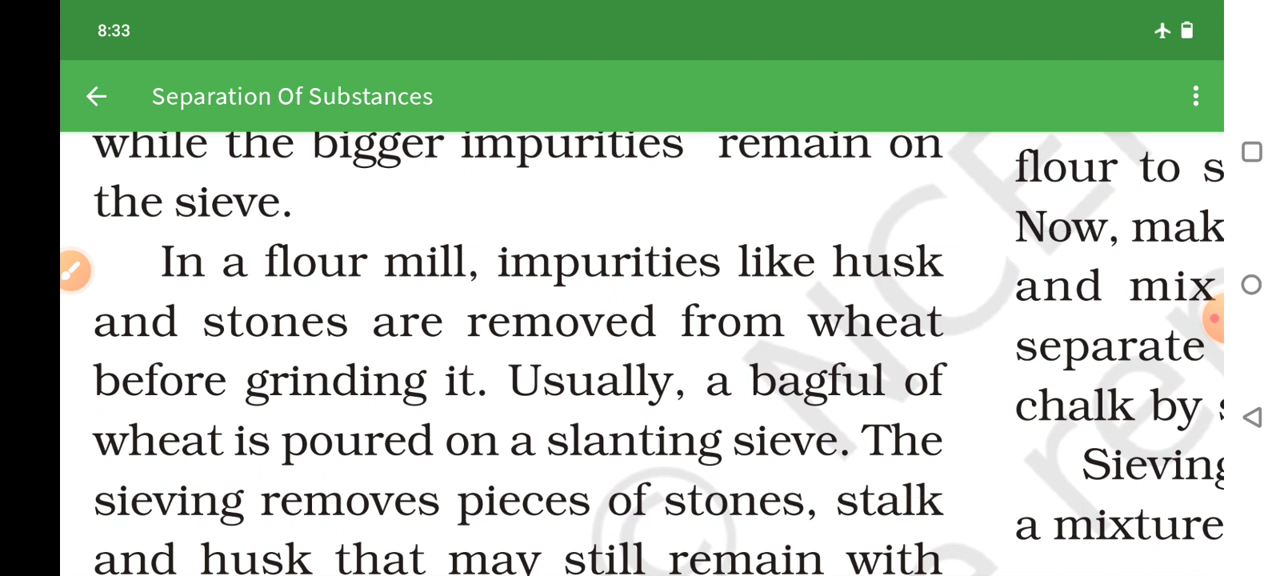 8:33
Separation Of Substances
while the bigger impurities remain on
the sieve.
In a flour mill, impurities like husk
and stones are removed from wheat
before grinding it. Usually, a bagful of
wheat is poured on a slanting sieve. The
sieving removes pieces of stones, stalk
and husk that may still remain with
flour to s
Now, mak
and mix
separate
chalk by
Sieving
a mixture
© NCE
re